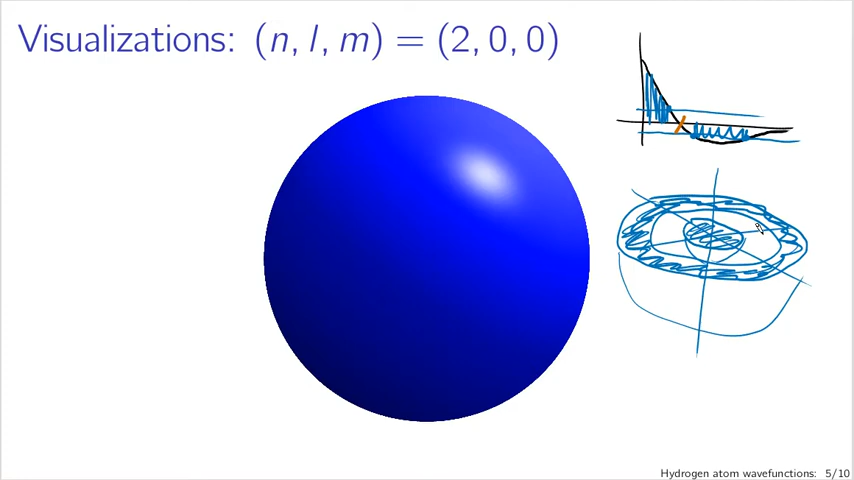 Visualizations: (n, l, m) = (2, 0, 0)
Hydrogen atom wavefunctions: 5/10